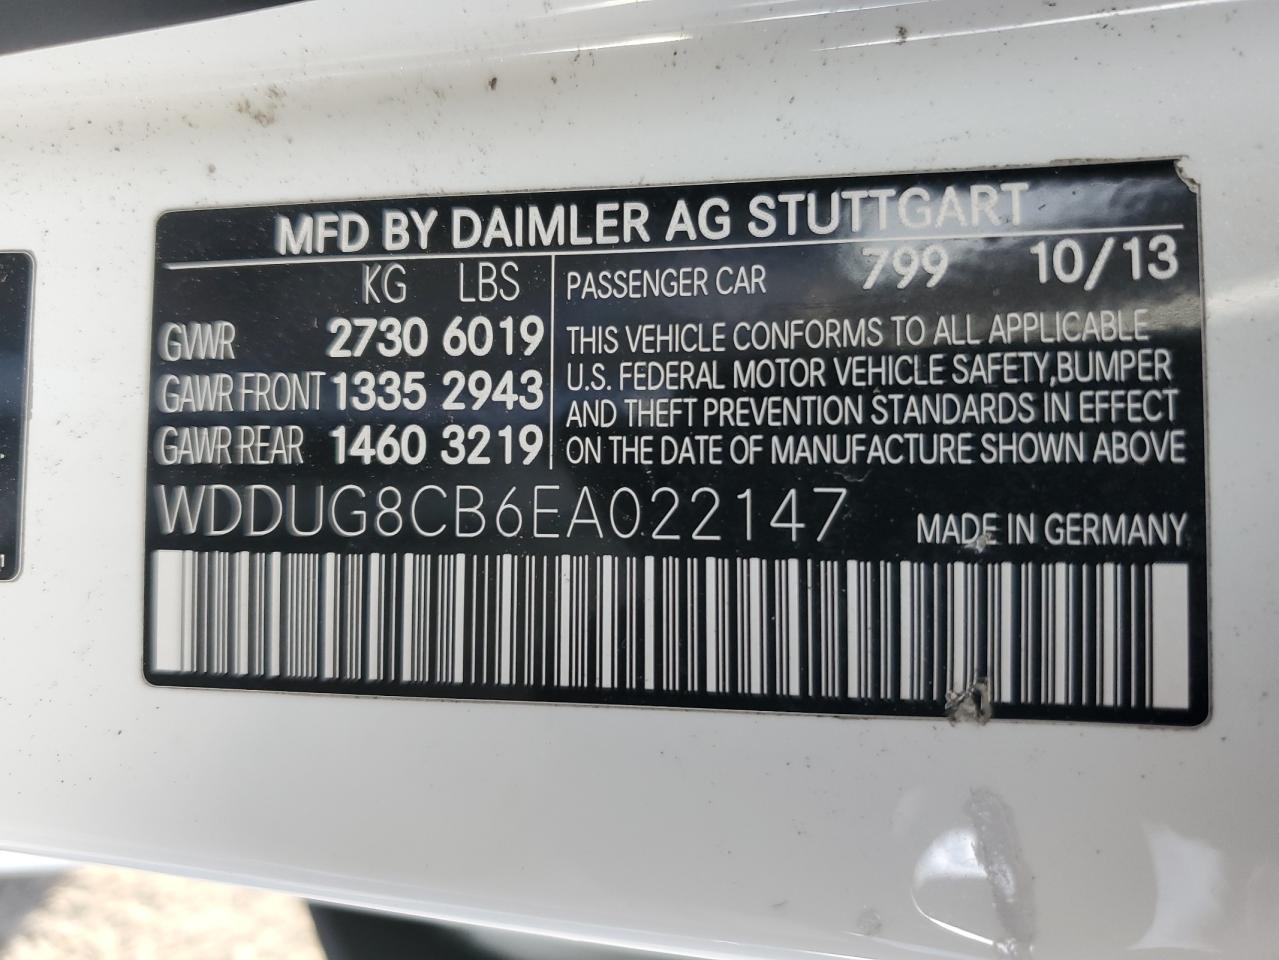 MFD BY DAIMLER AG STUTTGART
KG LBS
GVWR 2730 6019
GAWR FRONT 1335 2943
GAWR REAR 1460 3219
PASSENGER CAR 799 10/13
THIS VEHICLE CONFORMS TO ALL APPLICABLE
U.S. FEDERAL MOTOR VEHICLE SAFETY,BUMPER
AND THEFT PREVENTION STANDARDS IN EFFECT
ON THE DATE OF MANUFACTURE SHOWN ABOVE
WDDUG8CB6EA022147 MADE IN GERMANY